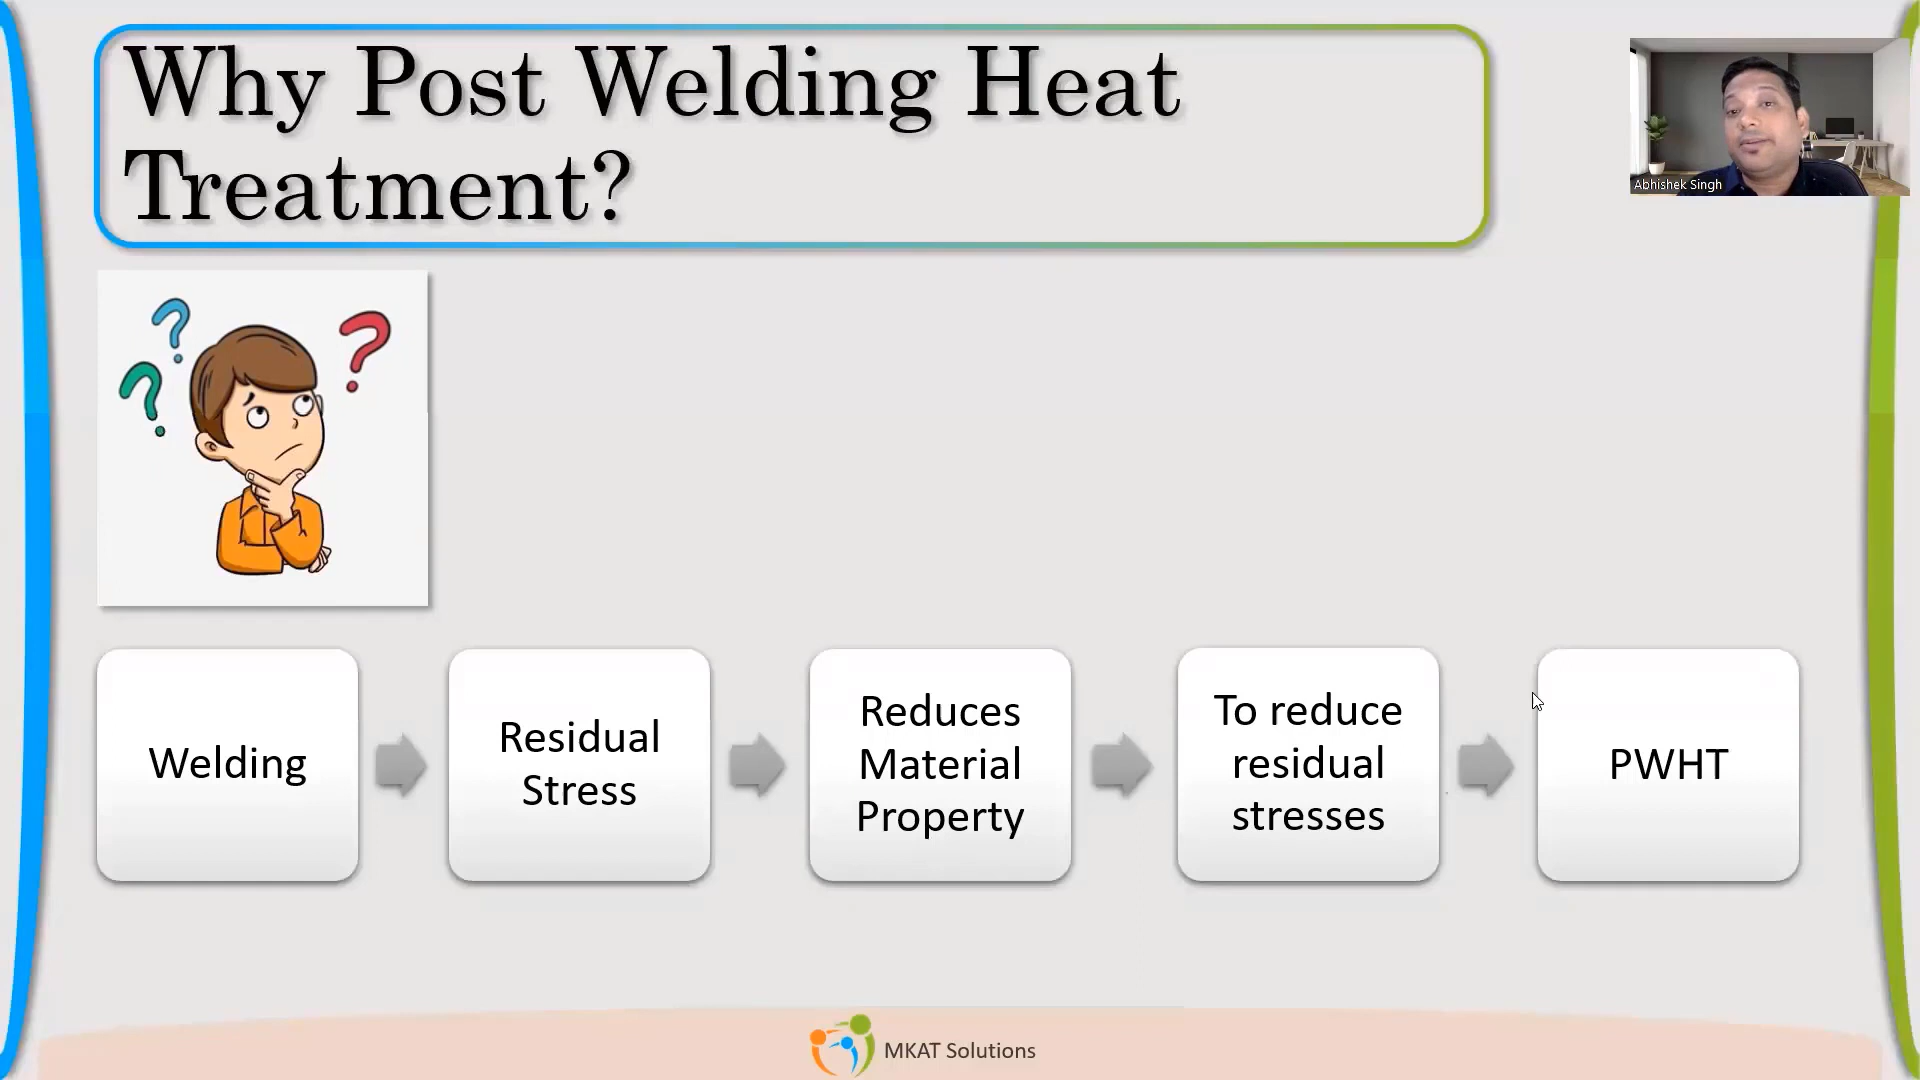 Why Post Welding Heat
Treatment?
Abhishek Singh
Welding
Residual
Stress
Reduces
Material
Property
To reduce
residual
stresses
PWHT
MKAT Solutions